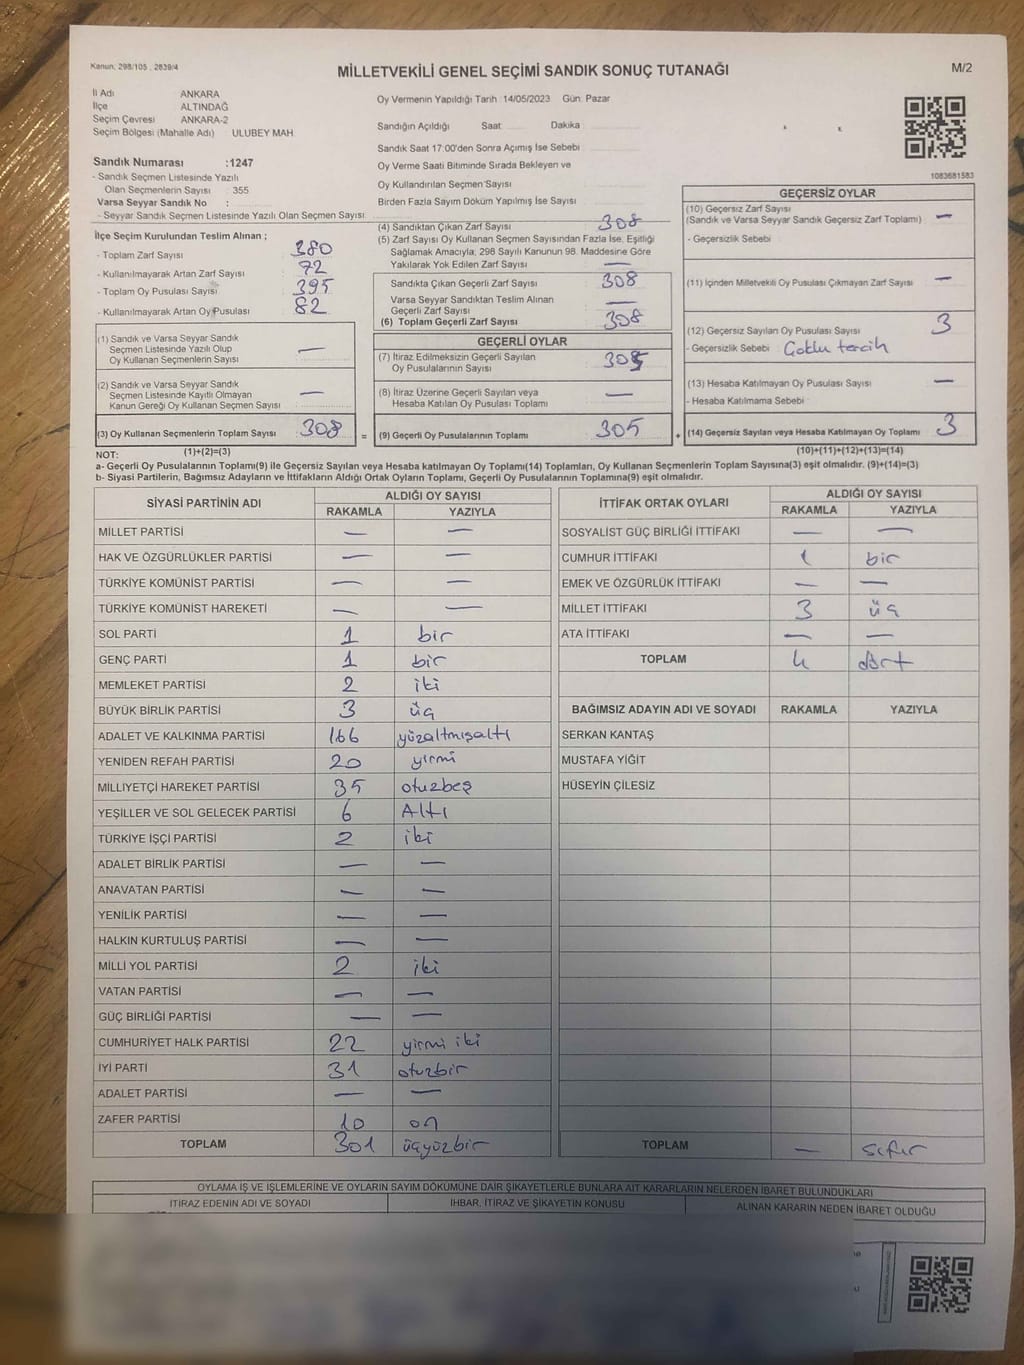 Kanun; 298/105 , 2839/4
MİLLETVEKİLİ GENEL SEÇİMİ SANDIK SONUÇ TUTANAĞI
M/2
İl Adı ANKARA
İlçe ALTINDAĞ
Seçim Çevresi ANKARA-2
Seçim Bölgesi (Mahalle Adı) : ULUBEY MAH.
Sandık Numarası :1247
- Sandık Seçmen Listesinde Yazılı
Olan Seçmenlerin Sayısı : 355
Varsa Seyyar Sandık No :
- Seyyar Sandık Seçmen Listesinde Yazılı Olan Seçmen Sayısı
Oy Vermenin Yapıldığı Tarih :14/05/2023 Gün: Pazar
Sandığın Açıldığı Saat Dakika
Sandık Saat 17:00'den Sonra Açımış İse Sebebi
Oy Verme Saati Bitiminde Sırada Bekleyen ve
Oy Kullandırılan Seçmen Sayısı
Birden Fazla Sayım Döküm Yapılmış İse Sayısı
1083681583
İlçe Seçim Kurulundan Teslim Alınan ;
- Toplam Zarf Sayısı 380
- Kullanılmayarak Artan Zarf Sayısı 72
- Toplam Oy Pusulası Sayısı 395
- Kullanılmayarak Artan Oy Pusulası 82
(4) Sandıktan Çıkan Zarf Sayısı 308
(5) Zarf Sayısı Oy Kullanan Seçmen Sayısından Fazla İse, Eşitliği
Sağlamak Amacıyla, 298 Sayılı Kanunun 98. Maddesine Göre
Yakılarak Yok Edilen Zarf Sayısı —
Sandıkta Çıkan Geçerli Zarf Sayısı 308
Varsa Seyyar Sandıktan Teslim Alınan
Geçerli Zarf Sayısı —
(6) Toplam Geçerli Zarf Sayısı 308
GEÇERSİZ OYLAR
(10) Geçersiz Zarf Sayısı
(Sandık ve Varsa Seyyar Sandık Geçersiz Zarf Toplamı) —
- Geçersizlik Sebebi
(11) İçinden Milletvekili Oy Pusulası Çıkmayan Zarf Sayısı —
(12) Geçersiz Sayılan Oy Pusulası Sayısı 3
- Geçersizlik Sebebi Çoklu tercih
(13) Hesaba Katılmayan Oy Pusulası Sayısı —
- Hesaba Katılmama Sebebi
(14) Geçersiz Sayılan veya Hesaba Katılmayan Oy Toplamı 3
(10)+(11)+(12)+(13)=(14)
(1) Sandık ve Varsa Seyyar Sandık
Seçmen Listesinde Yazılı Olup
Oy Kullanan Seçmenlerin Sayısı —
(2) Sandık ve Varsa Seyyar Sandık
Seçmen Listesinde Kayıtlı Olmayan
Kanun Gereği Oy Kullanan Seçmen Sayısı —
(3) Oy Kullanan Seçmenlerin Toplam Sayısı 308 =
(1)+(2)=(3)
GEÇERLİ OYLAR
(7) İtiraz Edilmeksizin Geçerli Sayılan
Oy Pusulalarının Sayısı 305
(8) İtiraz Üzerine Geçerli Sayılan veya
Hesaba Katılan Oy Pusulası Toplamı —
(9) Geçerli Oy Pusulalarının Toplamı 305 +
NOT:
a- Geçerli Oy Pusulalarının Toplamı(9) ile Geçersiz Sayılan veya Hesaba katılmayan Oy Toplamı(14) Toplamları, Oy Kullanan Seçmenlerin Toplam Sayısına(3) eşit olmalıdır. (9)+(14)=(3)
b- Siyasi Partilerin, Bağımsız Adayların ve İttifakların Aldığı Ortak Oyların Toplamı, Geçerli Oy Pusulalarının Toplamına(9) eşit olmalıdır.
SİYASİ PARTİNİN ADI ALDIĞI OY SAYISI
RAKAMLA YAZIYLA
MİLLET PARTİSİ — —
HAK VE ÖZGÜRLÜKLER PARTİSİ — —
TÜRKİYE KOMÜNİST PARTİSİ — —
TÜRKİYE KOMÜNİST HAREKETİ — —
SOL PARTİ 1 bir
GENÇ PARTİ 1 bir
MEMLEKET PARTİSİ 2 iki
BÜYÜK BİRLİK PARTİSİ 3 üç
ADALET VE KALKINMA PARTİSİ 166 yüzaltmışaltı
YENİDEN REFAH PARTİSİ 20 yirmi
MİLLİYETÇİ HAREKET PARTİSİ 35 otuzbeş
YEŞİLLER VE SOL GELECEK PARTİSİ 6 Altı
TÜRKİYE İŞÇİ PARTİSİ 2 iki
ADALET BİRLİK PARTİSİ — —
ANAVATAN PARTİSİ — —
YENİLİK PARTİSİ — —
HALKIN KURTULUŞ PARTİSİ — —
MİLLİ YOL PARTİSİ 2 iki
VATAN PARTİSİ — —
GÜÇ BİRLİĞİ PARTİSİ — —
CUMHURİYET HALK PARTİSİ 22 yirmi iki
İYİ PARTİ 31 otuzbir
ADALET PARTİSİ — —
ZAFER PARTİSİ 10 on
TOPLAM 301 üçyüzbir
İTTİFAK ORTAK OYLARI ALDIĞI OY SAYISI
RAKAMLA YAZIYLA
SOSYALİST GÜÇ BİRLİĞİ İTTİFAKI — —
CUMHUR İTTİFAKI 1 bir
EMEK VE ÖZGÜRLÜK İTTİFAKI — —
MİLLET İTTİFAKI 3 üç
ATA İTTİFAKI — —
TOPLAM 4 dört
BAĞIMSIZ ADAYIN ADI VE SOYADI RAKAMLA YAZIYLA
SERKAN KANTAŞ
MUSTAFA YİĞİT
HÜSEYİN ÇİLESİZ
TOPLAM — sıfır
OYLAMA İŞ VE İŞLEMLERİNE VE OYLARIN SAYIM DÖKÜMÜNE DAİR ŞİKAYETLERLE BUNLARA AİT KARARLARIN NELERDEN İBARET BULUNDUKLARI
İTİRAZ EDENİN ADI VE SOYADI İHBAR, İTİRAZ VE ŞİKAYETİN KONUSU ALINAN KARARIN NEDEN İBARET OLDUĞU